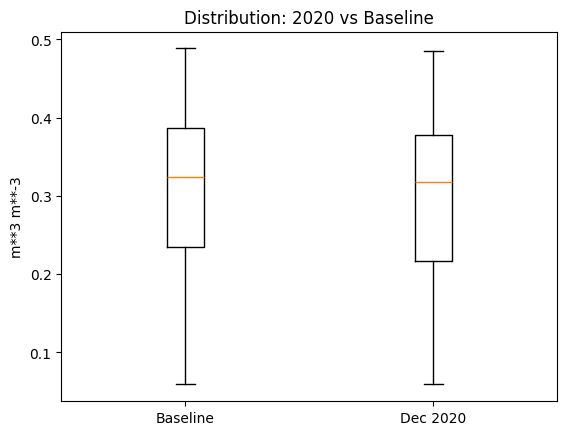 Distribution: 2020 vs Baseline
m**3 m**-3
0.5
0.4
0.3
0.2
0.1
Baseline
Dec 2020